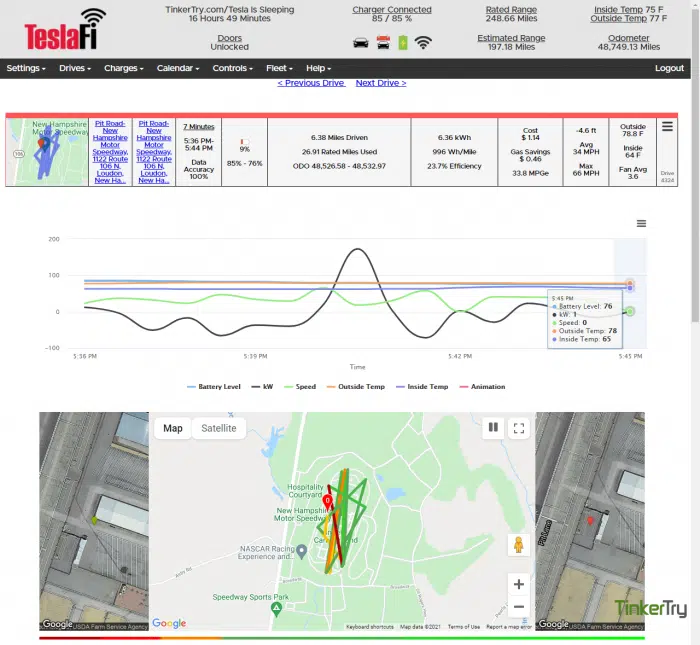 TESLAFi
TinkerTry.com/Tesla Is Sleeping
16 Hours 49 Minutes
Doors
Unlocked
Charger Connected
85 / 85 %
Rated Range
248.66 Miles
Estimated Range
197.18 Miles
Inside Temp 75 F
Outside Temp 77 F
Odometer
48,749.13 Miles
Settings Drives Charges Calendar Controls Fleet Help Logout
< Previous Drive Next Drive >
New Hampshire
Motor Speedway
106
Pit Road-
New
Hampshire
Motor
Speedway,
1122 Route
106 N,
Loudon,
New Ha...
Pit Road-
New
Hampshire
Motor
Speedway,
1122 Route
106 N,
Loudon,
New Ha...
7 Minutes
5:36 PM-
5:44 PM
Data
Accuracy
100%
9%
85% - 76%
6.38 Miles Driven
26.91 Rated Miles Used
ODO 48,526.58 - 48,532.97
6.36 kWh
996 Wh/Mile
23.7% Efficiency
Cost
$ 1.14
Gas Savings
$ 0.46
33.8 MPGe
-4.6 ft
Avg
34 MPH
Max
66 MPH
Outside
78.8 F
Inside
64 F
Fan Avg
3.6
Drive
4334
200
100
0
-100
5:38 PM
5:39 PM
5:42 PM
5:45 PM
Time
5:45 PM
Battery Level: 76
kW: 1
Speed: 0
Outside Temp: 78
Inside Temp: 65
Battery Level kW Speed Outside Temp Inside Temp Animation
Map Satellite
Hospitality
Courtyard
New Hampshire
Motor Speedway
NASCAR Racing
Experience and...
Speedway Sports Park
Pit Lane
Google
USDA Farm Service Agency
Google
Keyboard shortcuts Map data ©2021 Terms of Use Report a map error
Google
USDA Farm Service Agency
TinkerTry